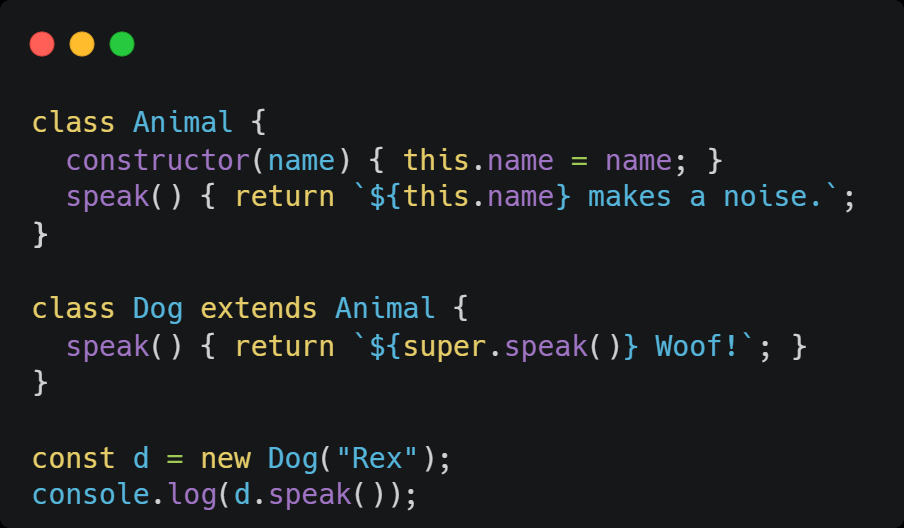 class Animal {
  constructor(name) { this.name = name; }
  speak() { return `${this.name} makes a noise.`;
}

class Dog extends Animal {
  speak() { return `${super.speak()} Woof!`; }
}

const d = new Dog("Rex");
console.log(d.speak());